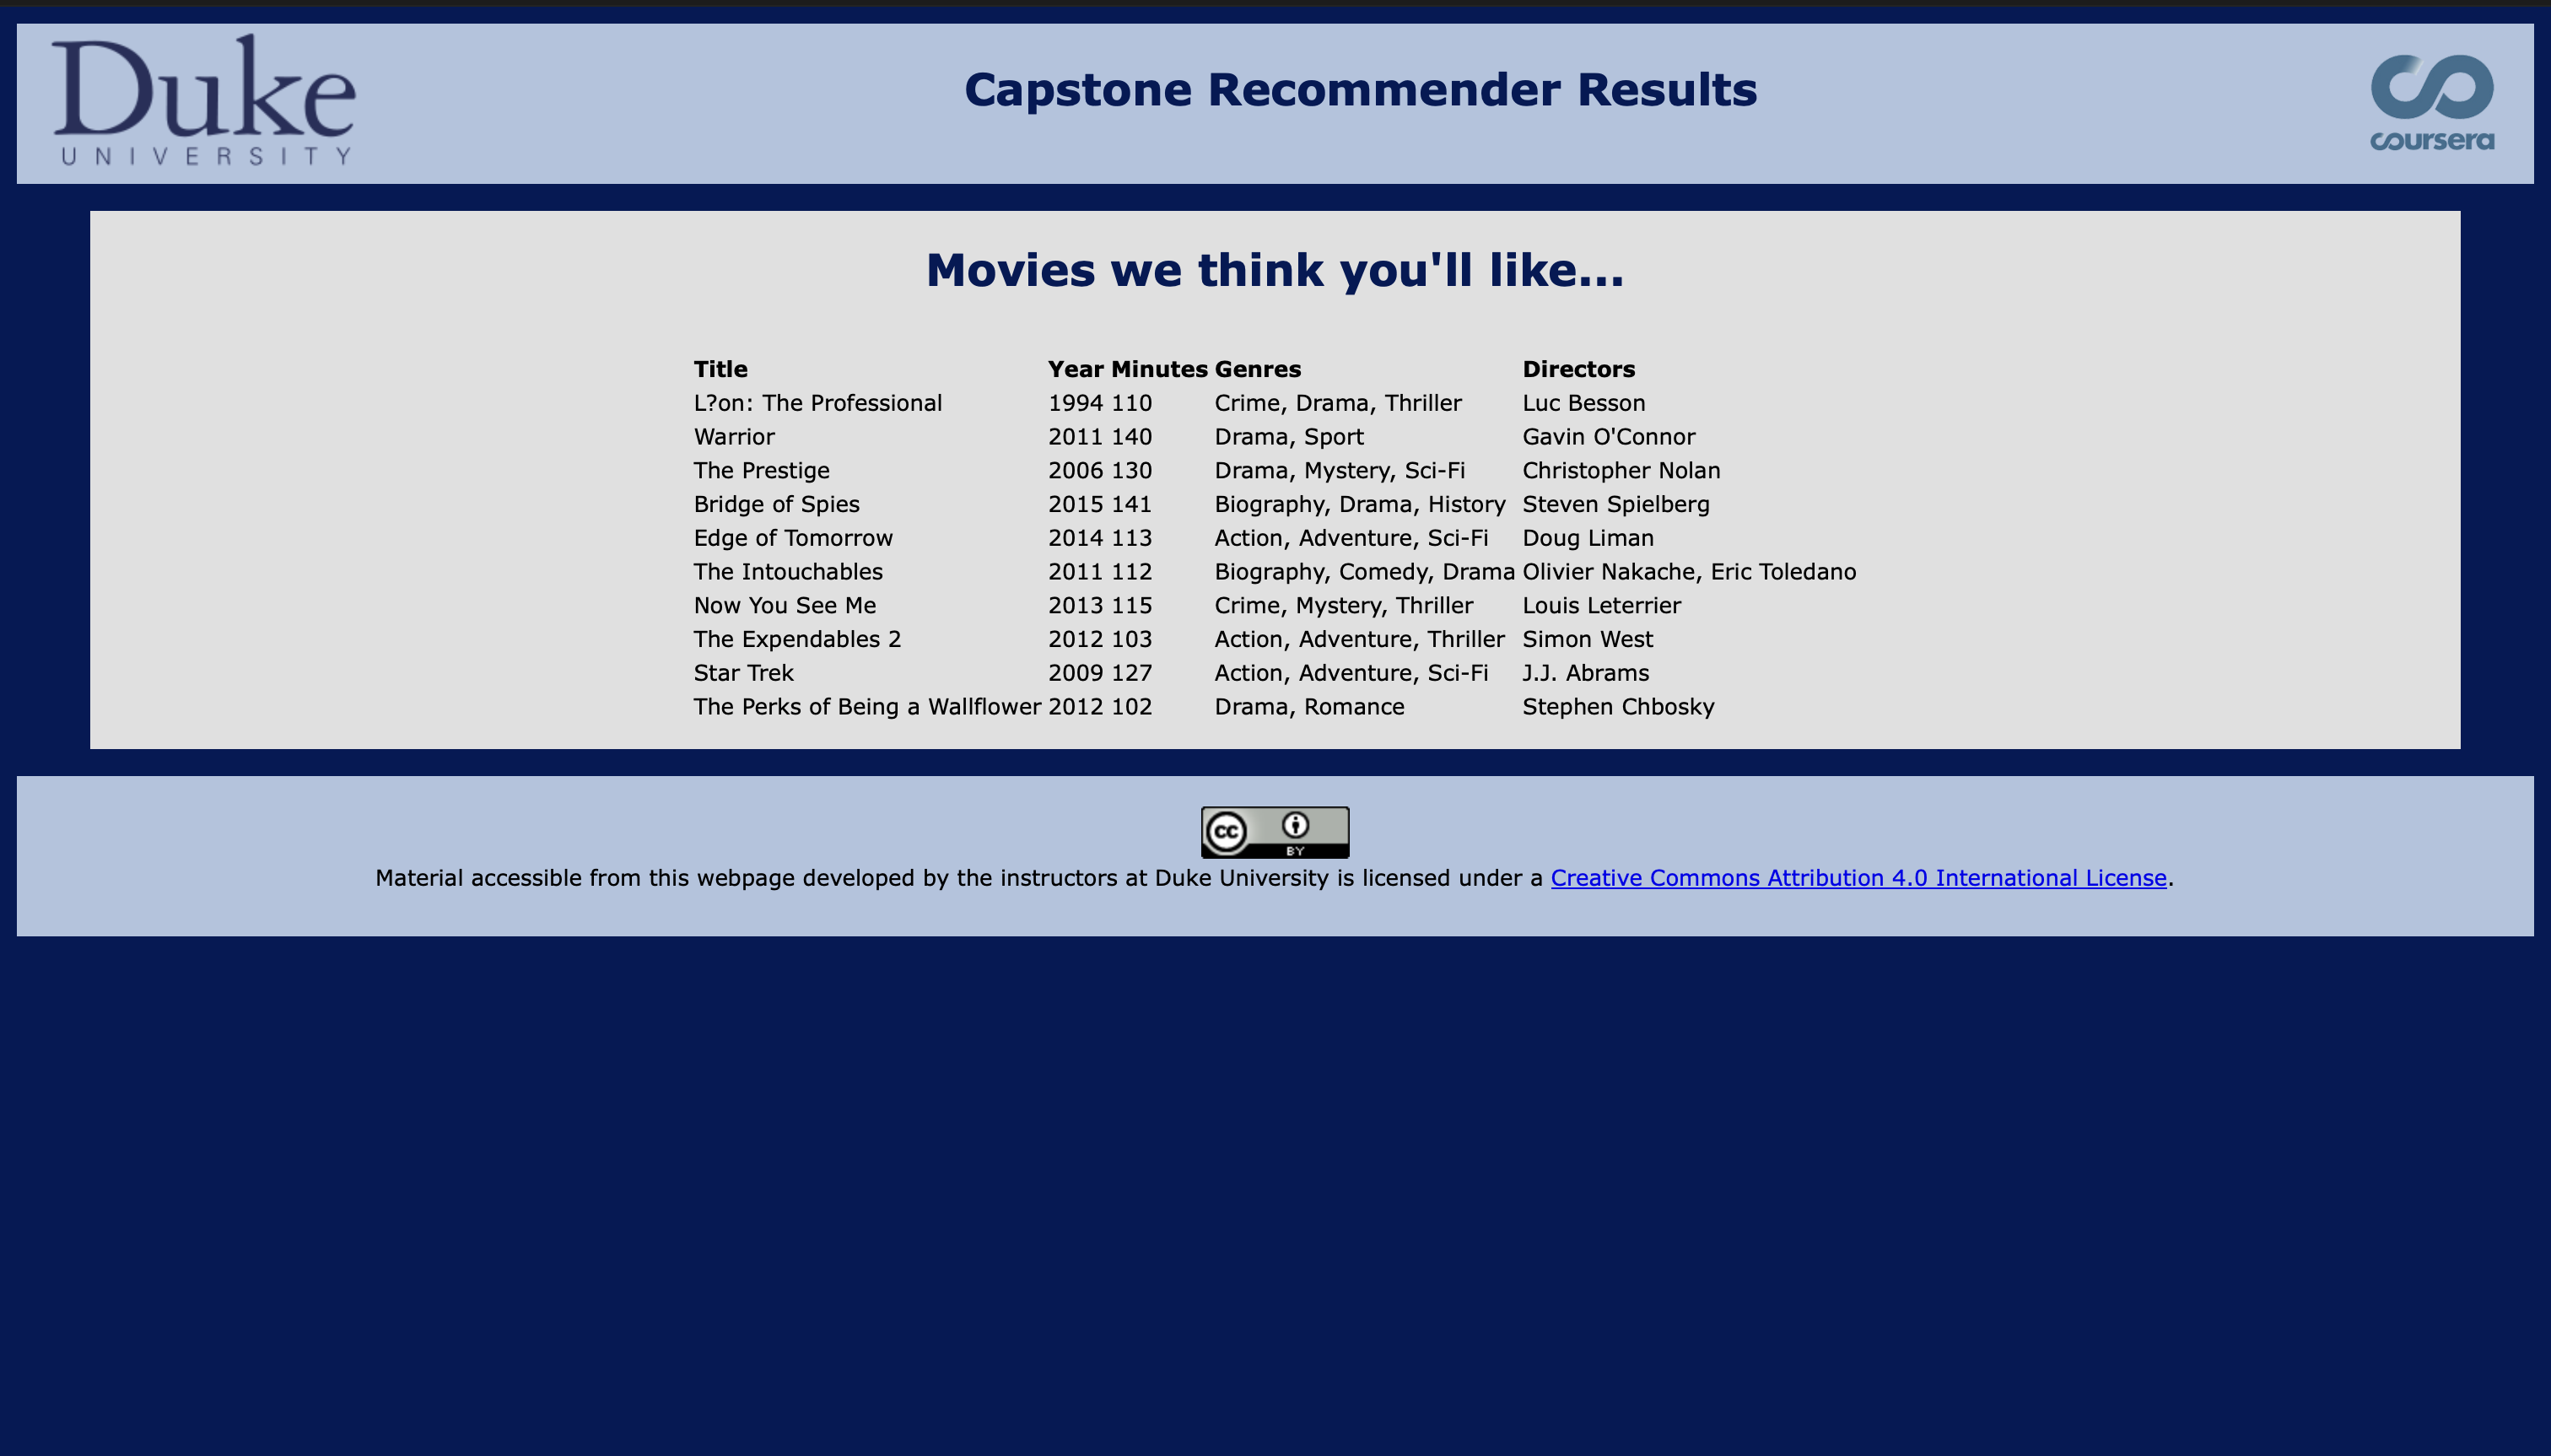 Duke
UNIVERSITY
Capstone Recommender Results
coursera
Movies we think you'll like...
Title Year Minutes Genres Directors
L?on: The Professional 1994 110 Crime, Drama, Thriller Luc Besson
Warrior 2011 140 Drama, Sport Gavin O'Connor
The Prestige 2006 130 Drama, Mystery, Sci-Fi Christopher Nolan
Bridge of Spies 2015 141 Biography, Drama, History Steven Spielberg
Edge of Tomorrow 2014 113 Action, Adventure, Sci-Fi Doug Liman
The Intouchables 2011 112 Biography, Comedy, Drama Olivier Nakache, Eric Toledano
Now You See Me 2013 115 Crime, Mystery, Thriller Louis Leterrier
The Expendables 2 2012 103 Action, Adventure, Thriller Simon West
Star Trek 2009 127 Action, Adventure, Sci-Fi J.J. Abrams
The Perks of Being a Wallflower 2012 102 Drama, Romance Stephen Chbosky
cc
BY
Material accessible from this webpage developed by the instructors at Duke University is licensed under a Creative Commons Attribution 4.0 International License.